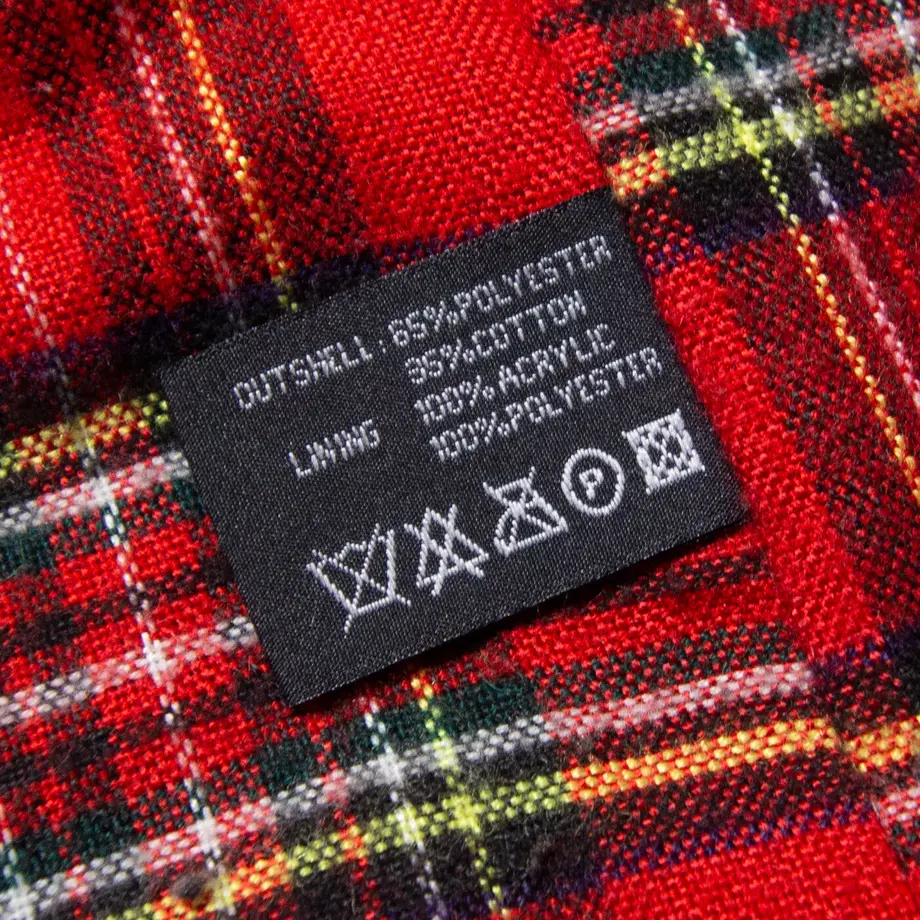 OUTSHELL: 65%POLYESTER
35%COTTON
100%ACRYLIC
LINING 100%POLYESTER
P